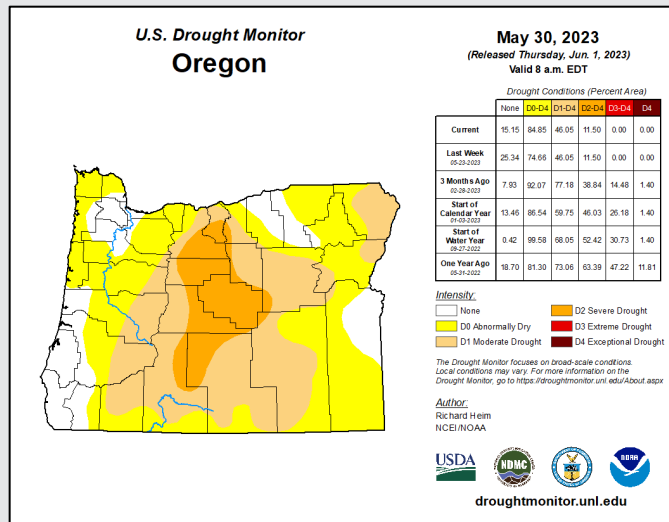 U.S. Drought Monitor
Oregon
May 30, 2023
(Released Thursday, Jun. 1, 2023)
Valid 8 a.m. EDT
Drought Conditions (Percent Area)
None D0-D4 D1-D4 D2-D4 D3-D4 D4
Current 15.15 84.85 46.05 11.50 0.00 0.00
Last Week 05-23-2023 25.34 74.66 46.05 11.50 0.00 0.00
3 Months Ago 02-28-2023 7.93 92.07 77.18 38.84 14.48 1.40
Start of Calendar Year 01-03-2023 13.46 86.54 59.75 46.03 26.18 1.40
Start of Water Year 09-27-2022 0.42 99.58 68.05 52.42 30.73 1.40
One Year Ago 05-31-2022 18.70 81.30 73.06 63.39 47.22 11.81
Intensity:
None
D0 Abnormally Dry
D1 Moderate Drought
D2 Severe Drought
D3 Extreme Drought
D4 Exceptional Drought
The Drought Monitor focuses on broad-scale conditions.
Local conditions may vary. For more information on the
Drought Monitor, go to https://droughtmonitor.unl.edu/About.aspx
Author:
Richard Heim
NCEI/NOAA
USDA
NDMC
NOAA
droughtmonitor.unl.edu